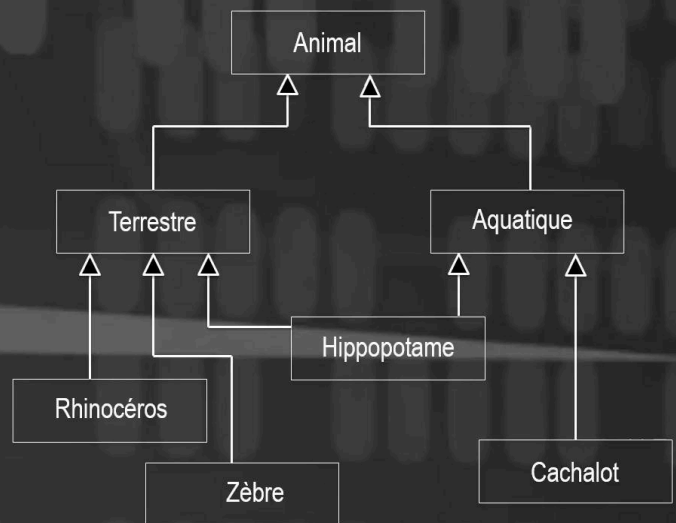 Animal
Terrestre
Aquatique
Hippopotame
Rhinocéros
Zèbre
Cachalot